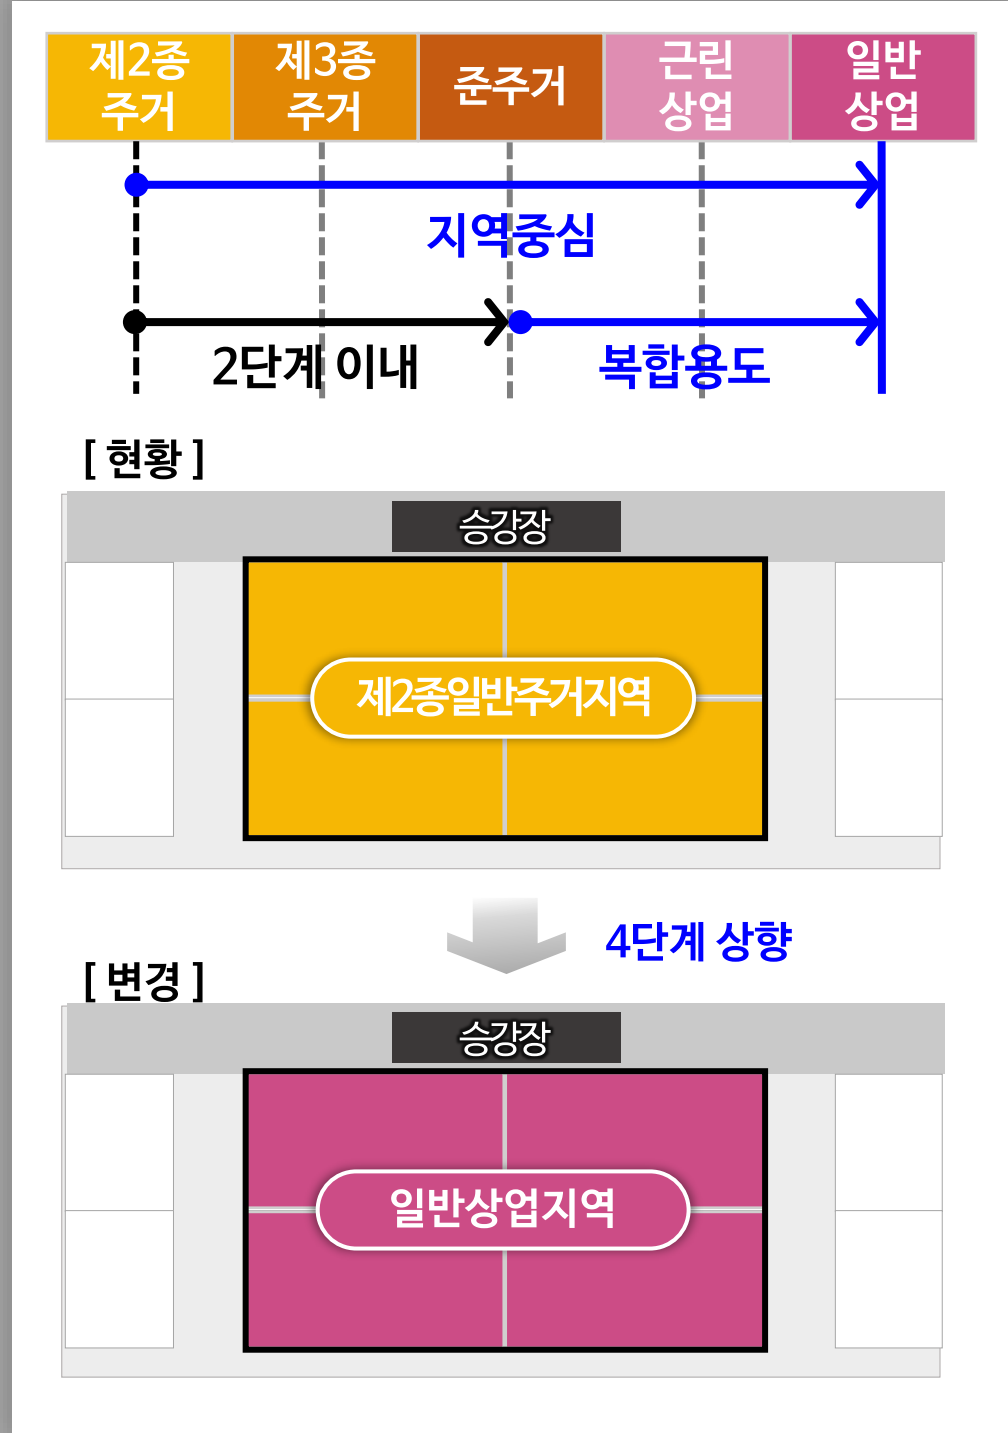 제2종
주거
제3종
주거
준주거
근린
상업
일반
상업
지역중심
2단계 이내
복합용도
[ 현황 ]
승강장
제2종일반주거지역
4단계 상향
[ 변경 ]
승강장
일반상업지역